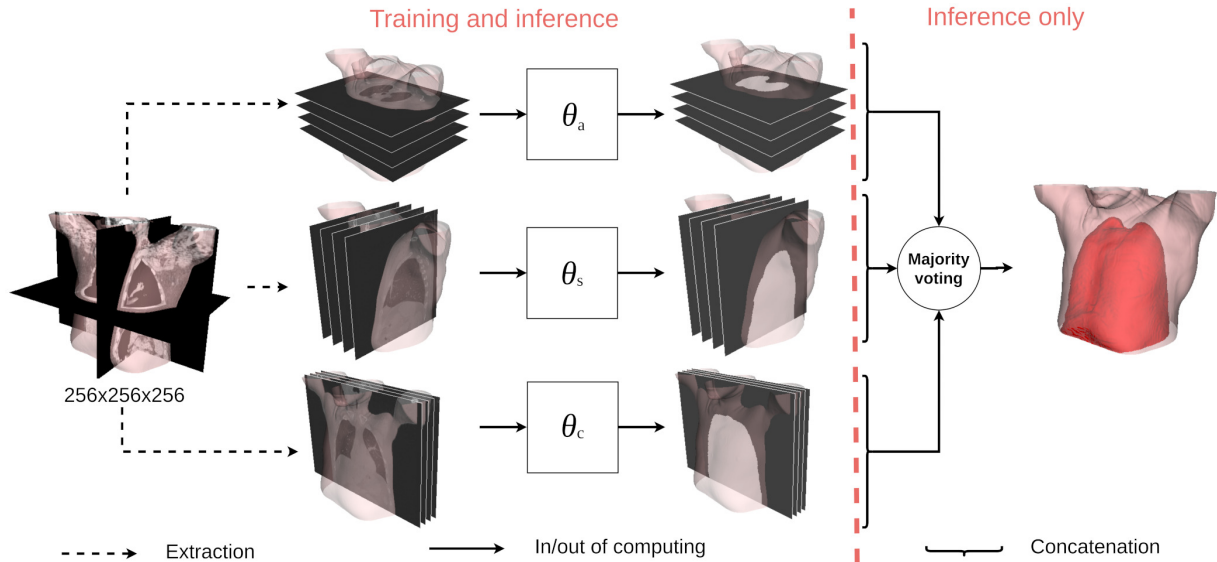 Training and inference
Inference only
θa
θs
Majority
voting
256x256x256
θc
Extraction
In/out of computing
Concatenation